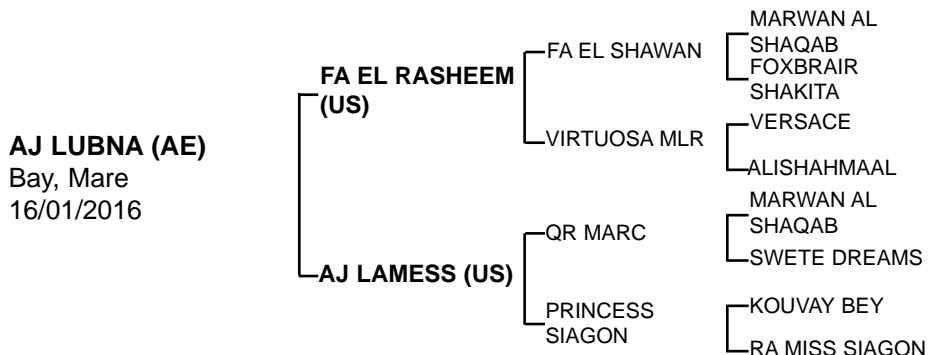 AJ LUBNA (AE)
Bay, Mare
16/01/2016
FA EL RASHEEM
(US)
AJ LAMESS (US)
FA EL SHAWAN
VIRTUOSA MLR
QR MARC
PRINCESS
SIAGON
MARWAN AL
SHAQAB
FOXBRAIR
SHAKITA
VERSACE
ALISHAHMAAL
MARWAN AL
SHAQAB
SWETE DREAMS
KOUVAY BEY
RA MISS SIAGON